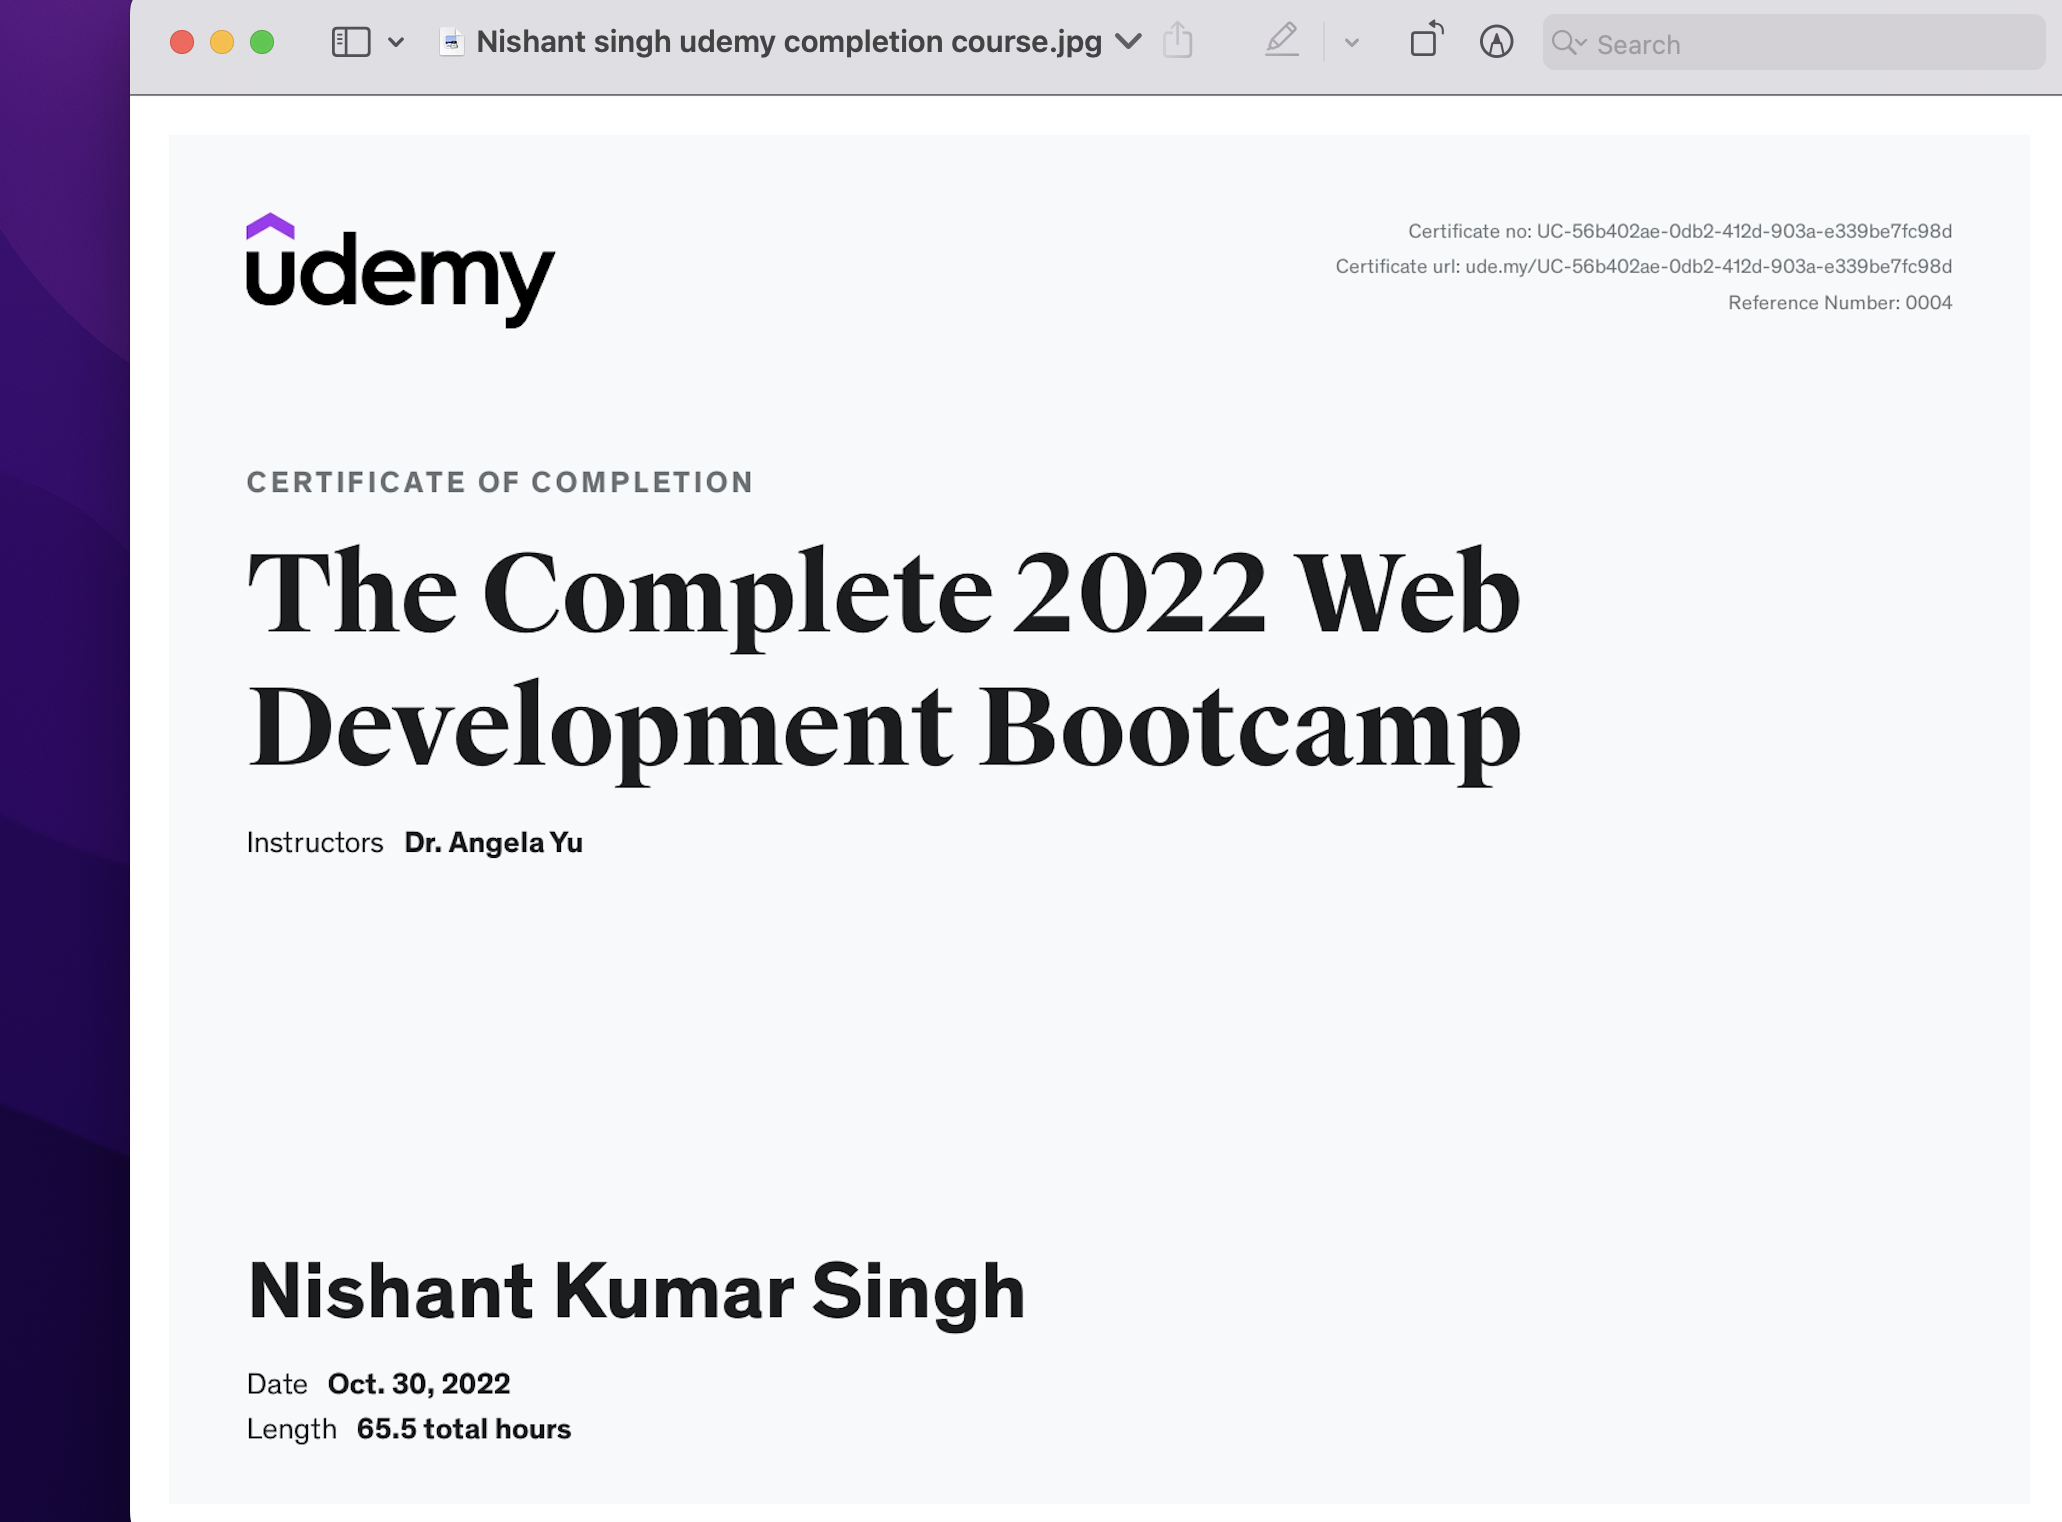 Nishant singh udemy completion course.jpg
Search
udemy
Certificate no: UC-56b402ae-0db2-412d-903a-e339be7fc98d
Certificate url: ude.my/UC-56b402ae-0db2-412d-903a-e339be7fc98d
Reference Number: 0004
CERTIFICATE OF COMPLETION
The Complete 2022 Web
Development Bootcamp
Instructors Dr. Angela Yu
Nishant Kumar Singh
Date Oct. 30, 2022
Length 65.5 total hours